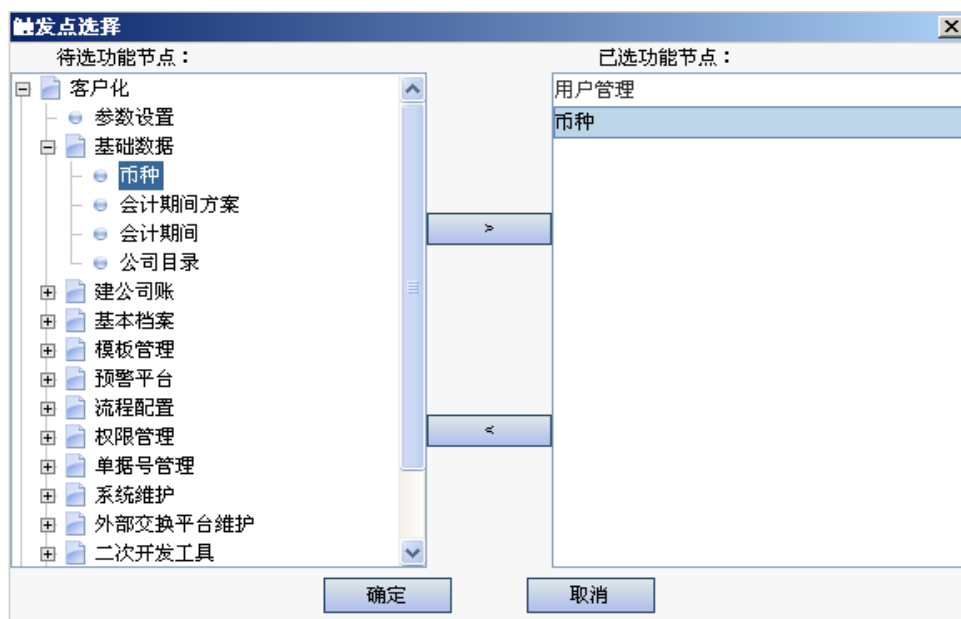 触发点选择
待选功能节点：
已选功能节点：
客户化
参数设置
基础数据
币种
会计期间方案
会计期间
公司目录
建公司账
基本档案
模板管理
预警平台
流程配置
权限管理
单据号管理
系统维护
外部交换平台维护
二次开发工具
>
<
用户管理
币种
确定
取消